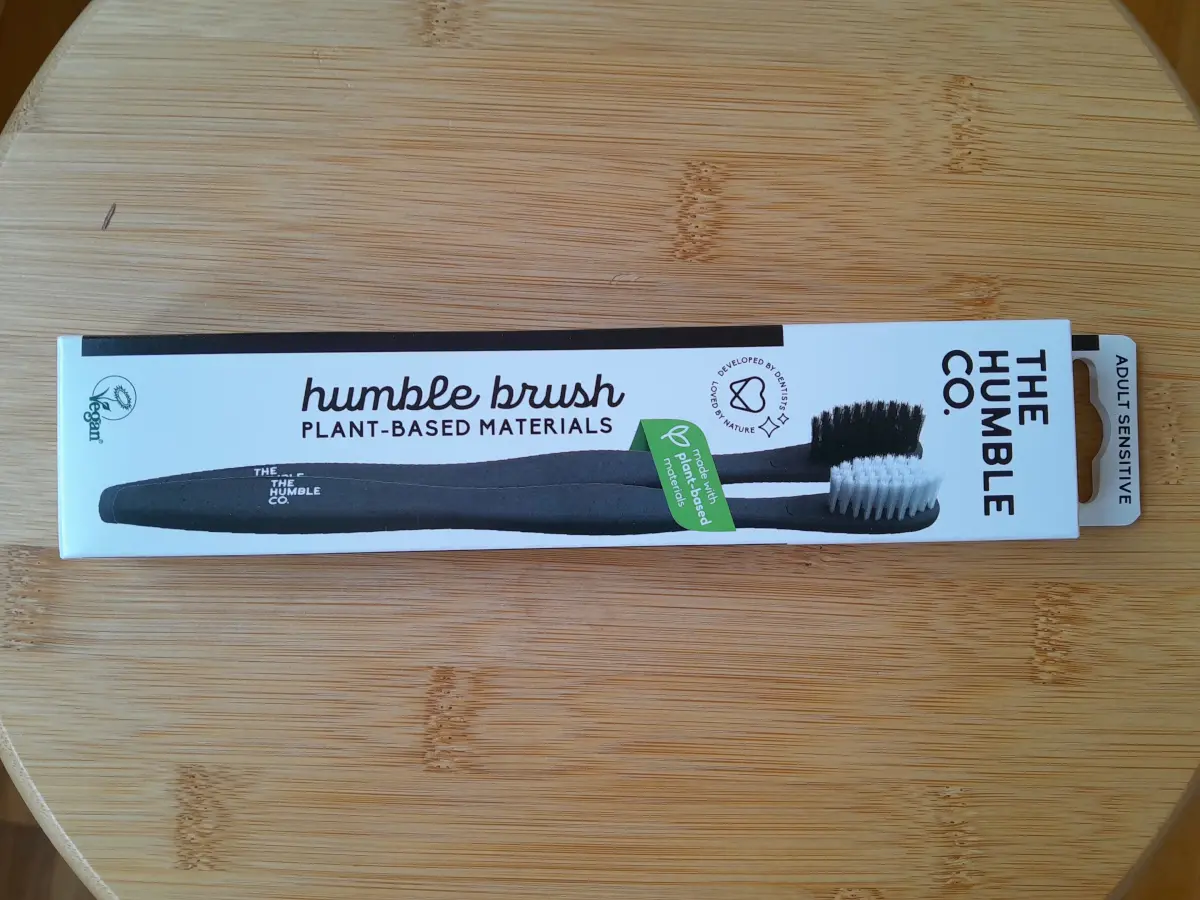 Vegan®
humble brush
PLANT-BASED MATERIALS
DEVELOPED BY DENTISTS
LOVED BY NATURE
THE
THE
HUMBLE
CO.
made with
plant-based
materials
THE
HUMBLE
CO.
ADULT SENSITIVE